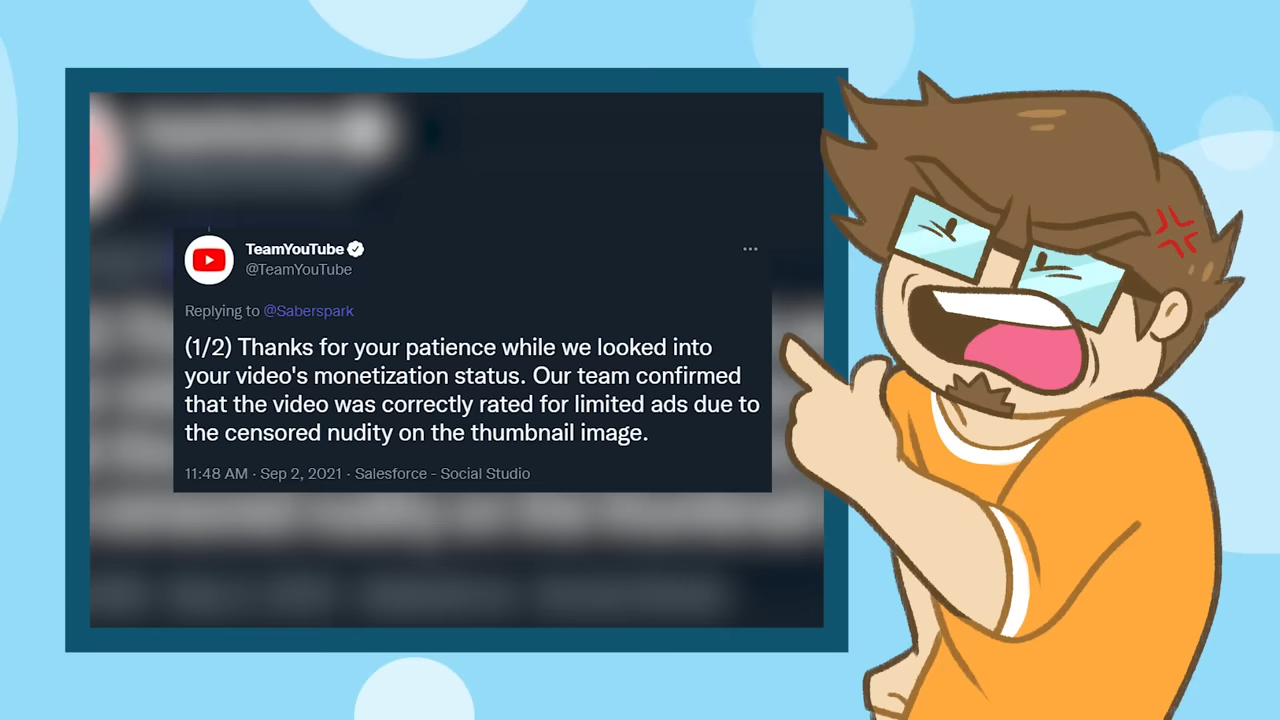 TeamYouTube
@TeamYouTube
Replying to @Saberspark
(1/2) Thanks for your patience while we looked into
your video's monetization status. Our team confirmed
that the video was correctly rated for limited ads due to
the censored nudity on the thumbnail image.
11:48 AM · Sep 2, 2021 · Salesforce - Social Studio